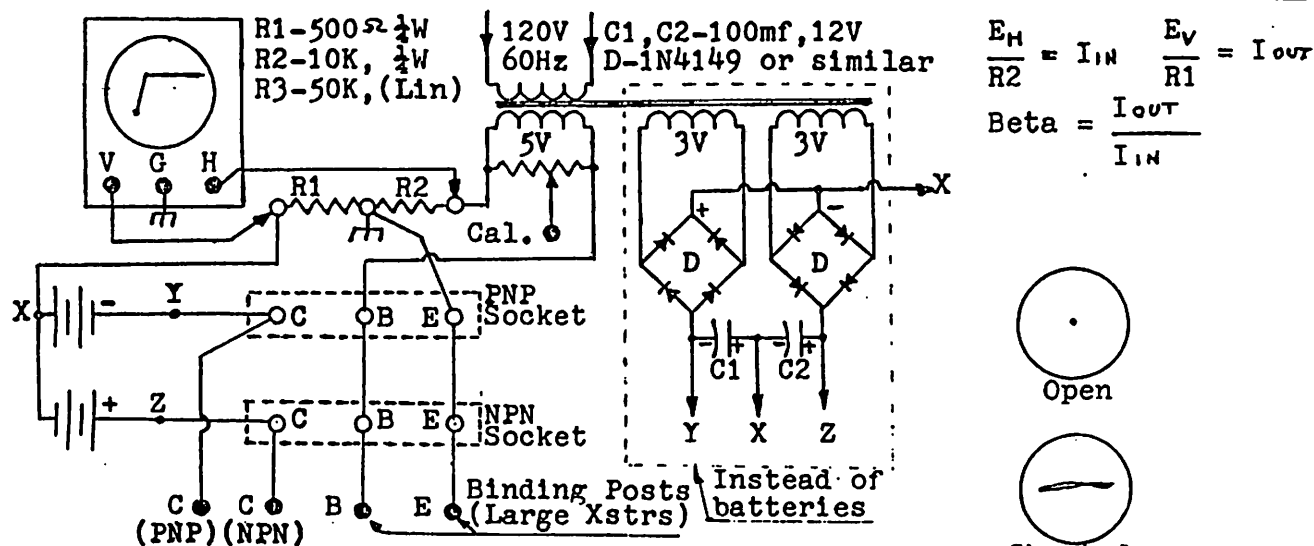 R1-500Ω ½W
R2-10K, ½W
R3-50K, (Lin)
120V
60Hz
C1, C2-100mf, 12V
D-1N4149 or similar
E_H/R2 = I_IN
E_V/R1 = I_OUT
Beta = I_OUT/I_IN
V G H
R1 R2
5V
3V 3V
Cal.
X
+ -
D D
X - Y
C B E
PNP
Socket
+ Z
C B E
NPN
Socket
- + - +
C1 C2
Y X Z
Open
C C B E
(PNP) (NPN)
Binding Posts
(Large Xstrs)
Instead of
batteries